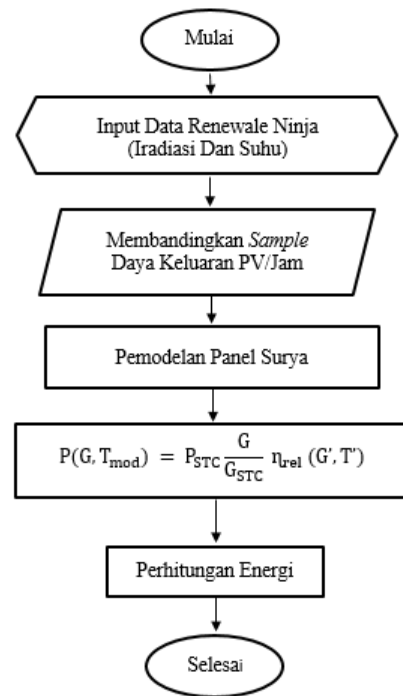 Mulai
Input Data Renewale Ninja
(Iradiasi Dan Suhu)
Membandingkan Sample
Daya Keluaran PV/Jam
Pemodelan Panel Surya
P(G, T_mod) = P_STC G/G_STC η_rel (G', T')
Perhitungan Energi
Selesai